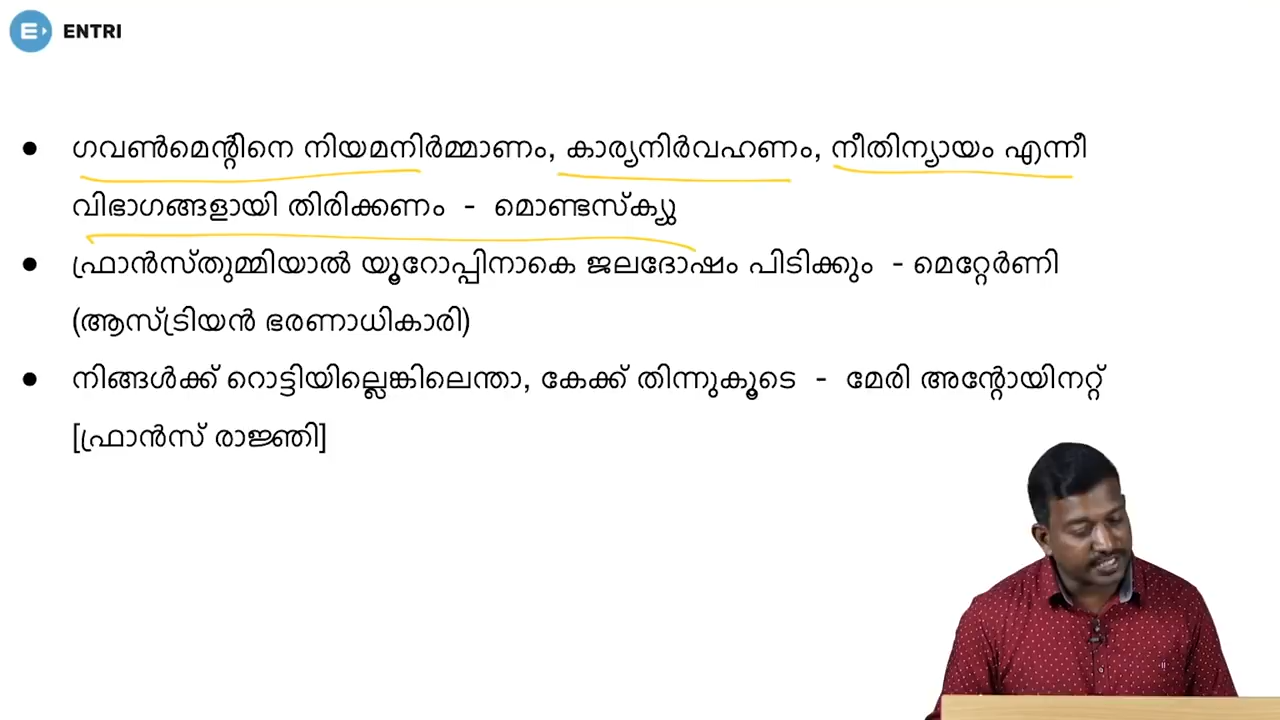 ENTRI
● ഗവൺമെന്റിനെ നിയമനിർമ്മാണം, കാര്യനിർവഹണം, നീതിന്യായം എന്നീ
വിഭാഗങ്ങളായി തിരിക്കണം - മൊണ്ടസ്ക്യു
● ഫ്രാൻസ്തുമ്മിയാൽ യൂറോപ്പിനാകെ ജലദോഷം പിടിക്കും - മെറ്റേർണി
(ആസ്ട്രിയൻ ഭരണാധികാരി)
● നിങ്ങൾക്ക് റൊട്ടിയില്ലെങ്കിലെന്താ, കേക്ക് തിന്നുകൂടെ - മേരി അന്റോയിനറ്റ്
[ഫ്രാൻസ് രാജ്ഞി]